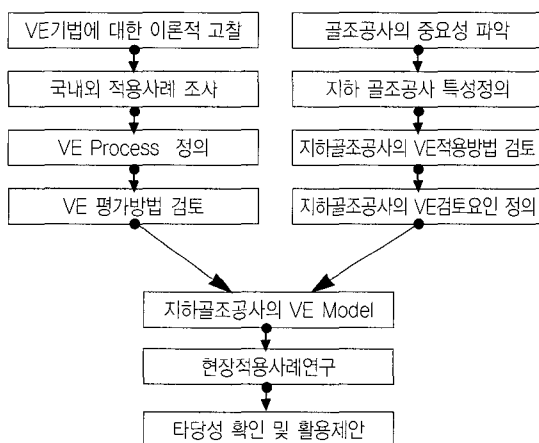 VE기법에 대한 이론적 고찰
국내외 적용사례 조사
VE Process 정의
VE 평가방법 검토
골조공사의 중요성 파악
지하 골조공사 특성정의
지하골조공사의 VE적용방법 검토
지하골조공사의 VE검토요인 정의
지하골조공사의 VE Model
현장적용사례연구
타당성 확인 및 활용제안